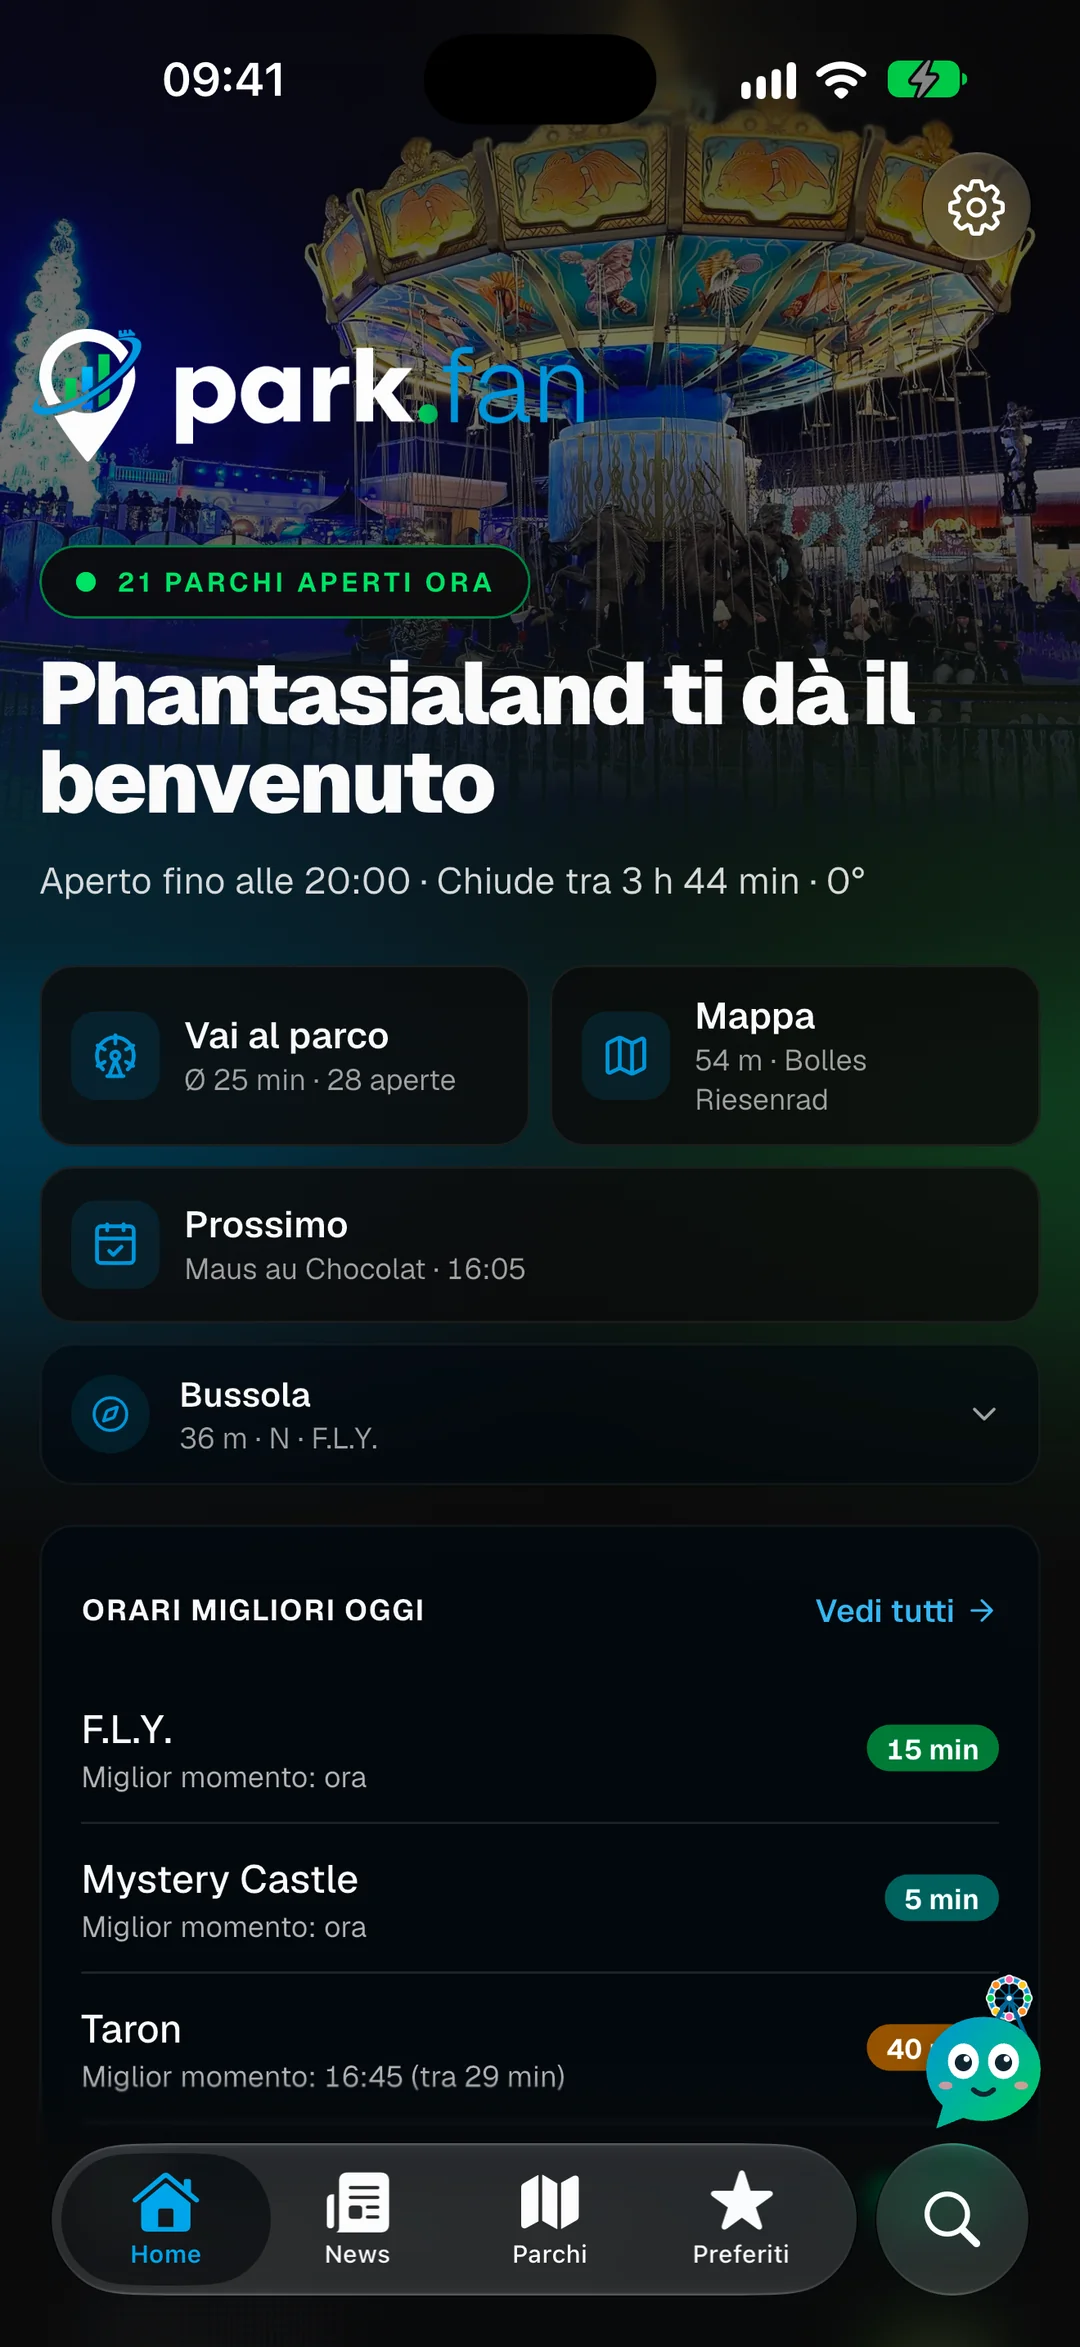 09:41
park.fan
21 PARCHI APERTI ORA
Phantasialand ti dà il
benvenuto
Aperto fino alle 20:00 · Chiude tra 3 h 44 min · 0°
Vai al parco
Ø 25 min · 28 aperte
Mappa
54 m · Bolles
Riesenrad
Prossimo
Maus au Chocolat · 16:05
Bussola
36 m · N · F.L.Y.
ORARI MIGLIORI OGGI
Vedi tutti →
F.L.Y.
Miglior momento: ora
15 min
Mystery Castle
Miglior momento: ora
5 min
Taron
Miglior momento: 16:45 (tra 29 min)
40
Home
News
Parchi
Preferiti